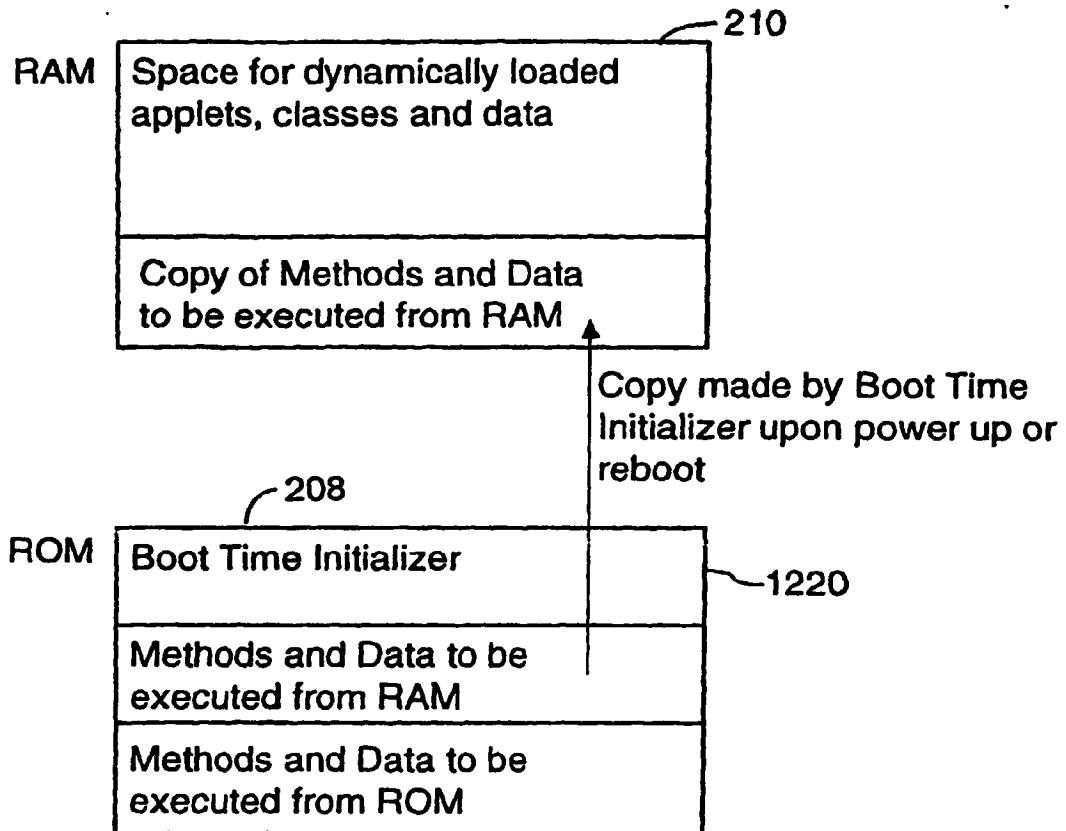 210
RAM
Space for dynamically loaded
applets, classes and data
Copy of Methods and Data
to be executed from RAM
Copy made by Boot Time
Initializer upon power up or
reboot
208
ROM
Boot Time Initializer
1220
Methods and Data to be
executed from RAM
Methods and Data to be
executed from ROM